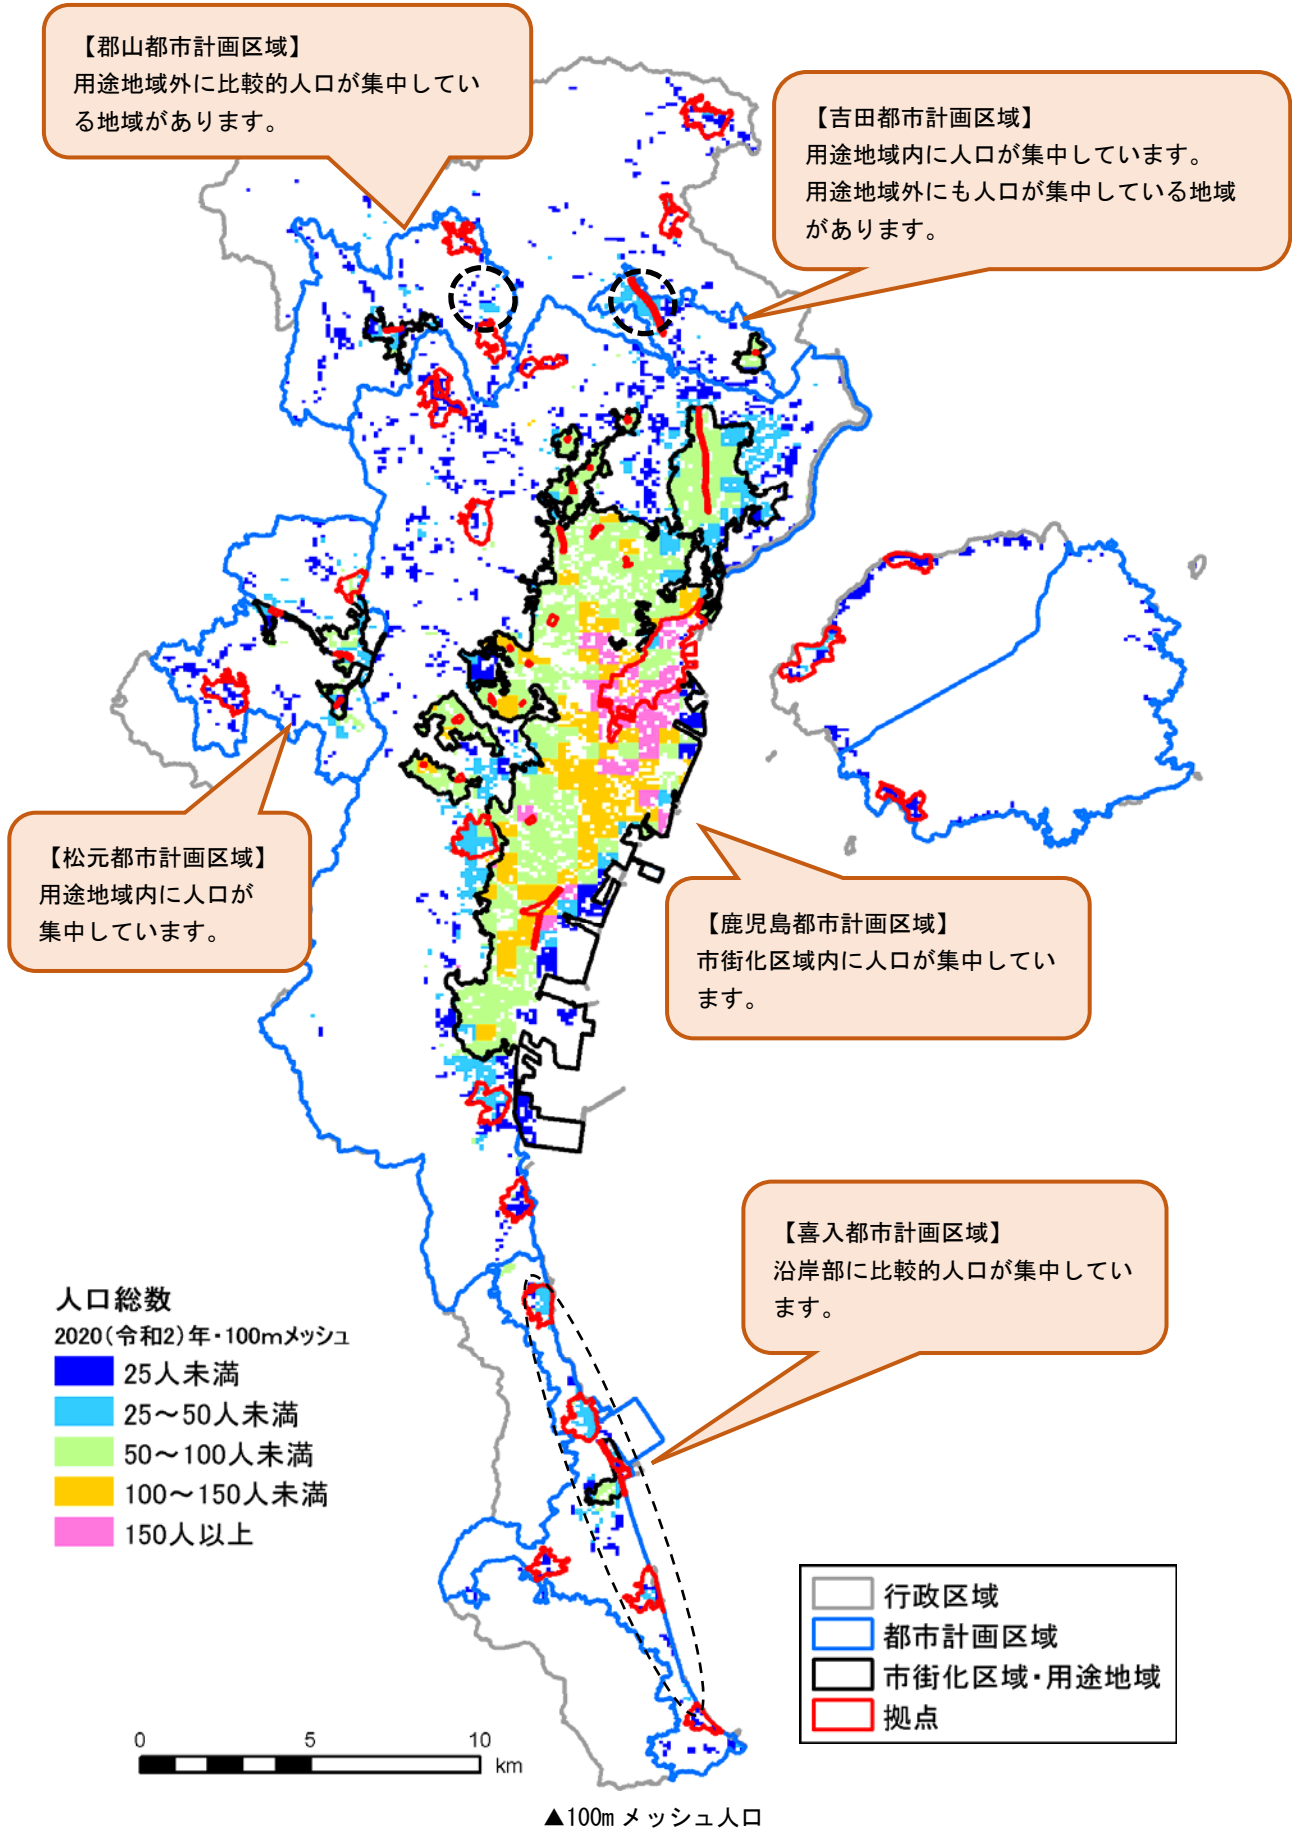 【郡山都市計画区域】
用途地域外に比較的人口が集中してい
る地域があります。
【吉田都市計画区域】
用途地域内に人口が集中しています。
用途地域外にも人口が集中している地域
があります。
【松元都市計画区域】
用途地域内に人口が
集中しています。
【鹿児島都市計画区域】
市街化区域内に人口が集中してい
ます。
【喜入都市計画区域】
沿岸部に比較的人口が集中してい
ます。
人口総数
2020(令和2)年・100mメッシュ
25人未満
25～50人未満
50～100人未満
100～150人未満
150人以上
行政区域
都市計画区域
市街化区域・用途地域
拠点
0 5 10
km
▲100m メッシュ人口